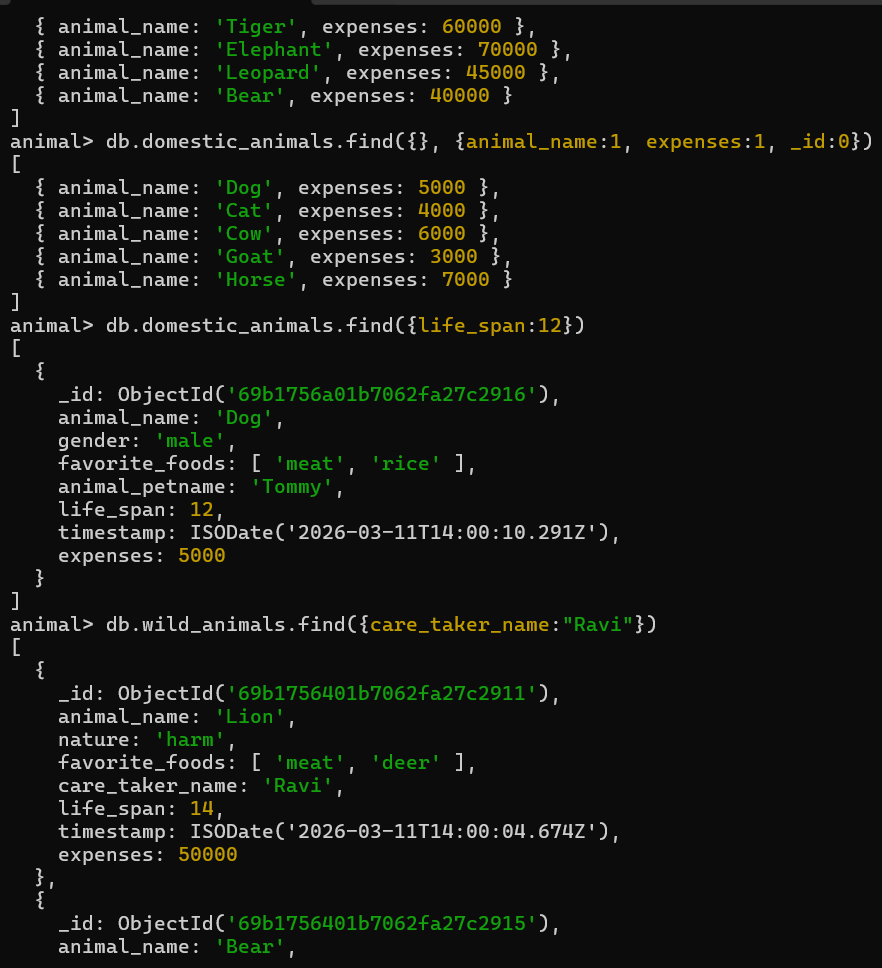 { animal_name: 'Tiger', expenses: 60000 },
{ animal_name: 'Elephant', expenses: 70000 },
{ animal_name: 'Leopard', expenses: 45000 },
{ animal_name: 'Bear', expenses: 40000 }
]
animal> db.domestic_animals.find({}, {animal_name:1, expenses:1, _id:0})
[
{ animal_name: 'Dog', expenses: 5000 },
{ animal_name: 'Cat', expenses: 4000 },
{ animal_name: 'Cow', expenses: 6000 },
{ animal_name: 'Goat', expenses: 3000 },
{ animal_name: 'Horse', expenses: 7000 }
]
animal> db.domestic_animals.find({life_span:12})
[
{
_id: ObjectId('69b1756a01b7062fa27c2916'),
animal_name: 'Dog',
gender: 'male',
favorite_foods: [ 'meat', 'rice' ],
animal_petname: 'Tommy',
life_span: 12,
timestamp: ISODate('2026-03-11T14:00:10.291Z'),
expenses: 5000
}
]
animal> db.wild_animals.find({care_taker_name:"Ravi"})
[
{
_id: ObjectId('69b1756401b7062fa27c2911'),
animal_name: 'Lion',
nature: 'harm',
favorite_foods: [ 'meat', 'deer' ],
care_taker_name: 'Ravi',
life_span: 14,
timestamp: ISODate('2026-03-11T14:00:04.674Z'),
expenses: 50000
},
{
_id: ObjectId('69b1756401b7062fa27c2915'),
animal_name: 'Bear',